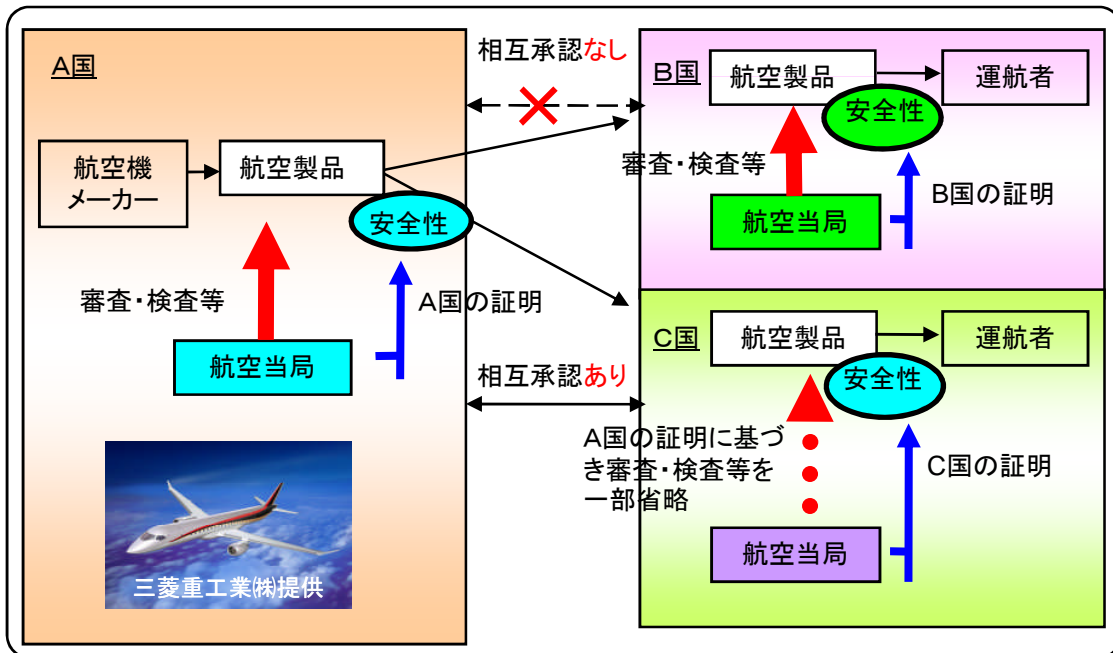 A国
航空機
メーカー
航空製品
安全性
審査・検査等
A国の証明
航空当局
三菱重工業㈱提供
相互承認なし
相互承認あり
B国
航空製品
運航者
安全性
審査・検査等
B国の証明
航空当局
C国
航空製品
運航者
安全性
A国の証明に基づ
き審査・検査等を
一部省略
C国の証明
航空当局